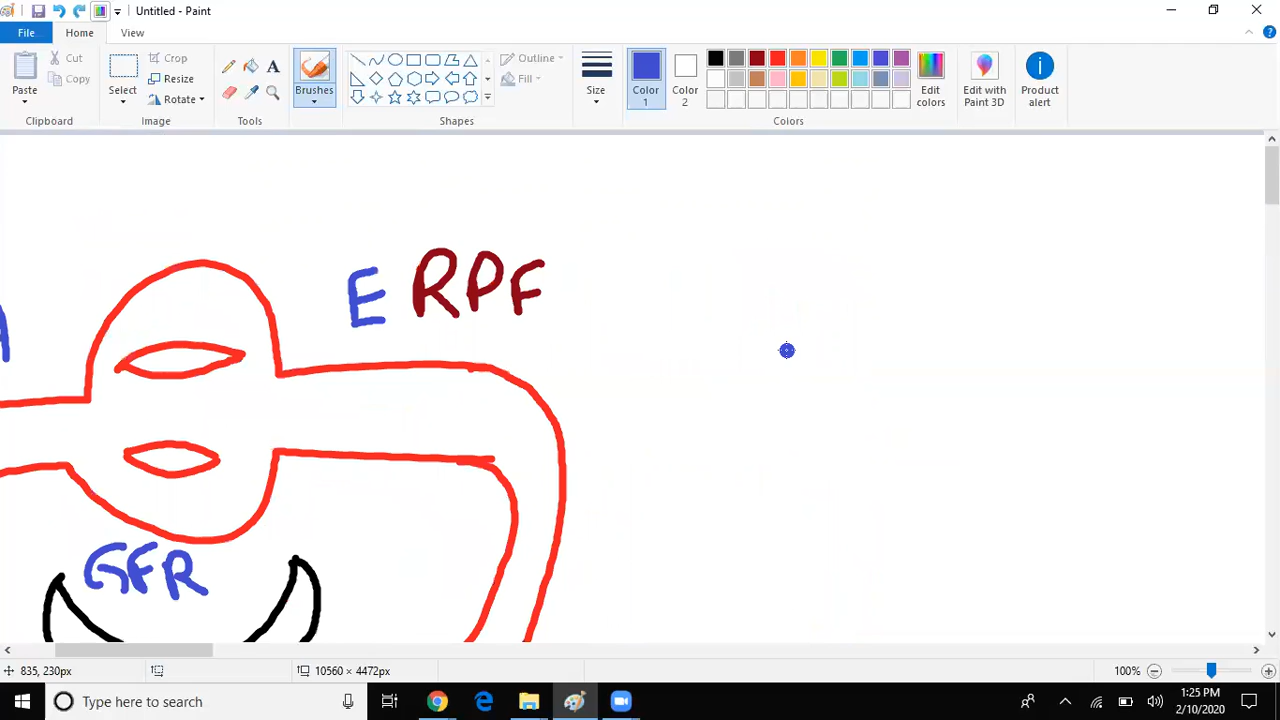 Untitled - Paint
File Home View
Paste
Cut
Copy
Clipboard
Select
Crop
Resize
Rotate
Image
A
Tools
Brushes
Outline
Fill
Shapes
Size
Color 1
Color 2
Edit colors
Colors
Edit with Paint 3D
Product alert
E RPF
A
GFR
835, 230px
10560 × 4472px
100%
Type here to search
1:25 PM
2/10/2020